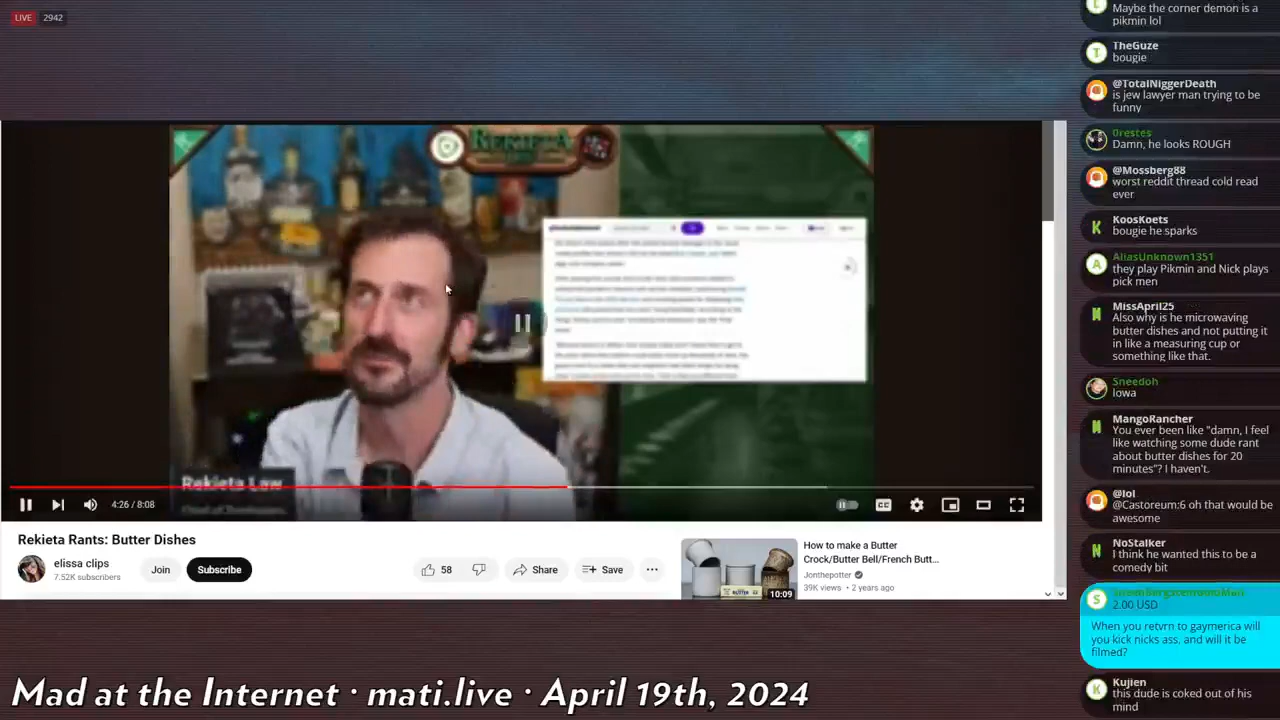 LIVE 2942
REKIETA
LAW
Rekieta Law
4:26 / 8:08
Rekieta Rants: Butter Dishes
elissa clips
7.52K subscribers
Join
Subscribe
58
Share
Save
How to make a Butter
Crock/Butter Bell/French Butt...
Jonthepotter
39K views • 2 years ago
10:09
Mad at the Internet · mati.live · April 19th, 2024
Maybe the corner demon is a
pikmin lol
TheGuze
bougie
@TotalNiggerDeath
is jew lawyer man trying to be
funny
0restes
Damn, he looks ROUGH
@Mossberg88
worst reddit thread cold read
ever
KoosKoets
bougie he sparks
AliasUnknown1351
they play Pikmin and Nick plays
pick men
MissApril25
Also why is he microwaving
butter dishes and not putting it
in like a measuring cup or
something like that.
Sneedoh
Iowa
MangoRancher
You ever been like "damn, I feel
like watching some dude rant
about butter dishes for 20
minutes"? I haven't.
@lol
@Castoreum:6 oh that would be
awesome
NoStalker
I think he wanted this to be a
comedy bit
2.00 USD
When you retvrn to gaymerica will
you kick nicks ass, and will it be
filmed?
Kujien
this dude is coked out of his
mind